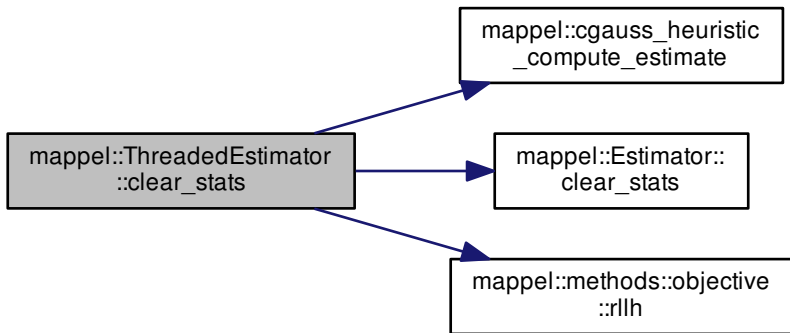 mappel::cgauss_heuristic
_compute_estimate
mappel::ThreadedEstimator
::clear_stats
mappel::Estimator::
clear_stats
mappel::methods::objective
::rllh